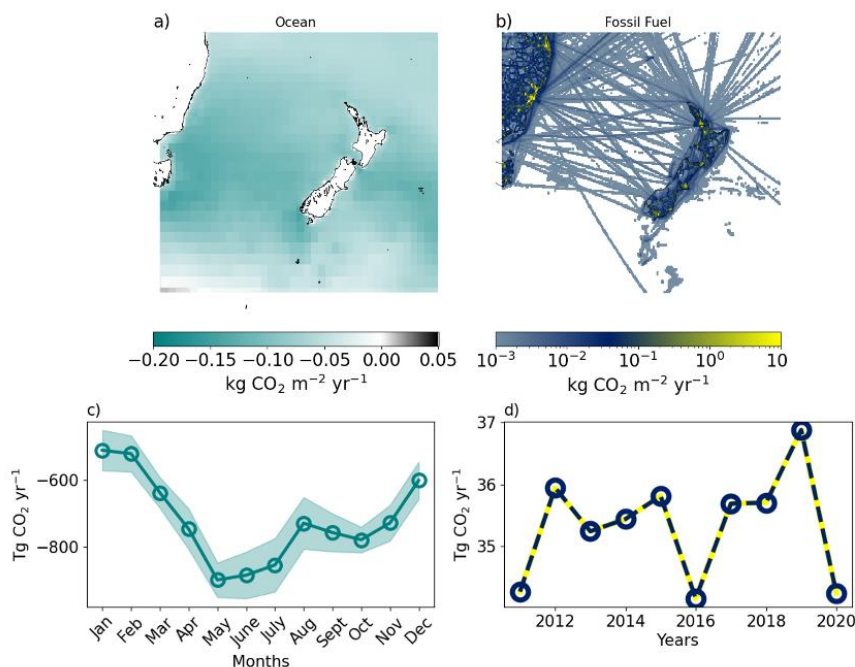 a) Ocean
b) Fossil Fuel
−0.20 −0.15 −0.10 −0.05 0.00 0.05
kg CO₂ m⁻² yr⁻¹
10⁻³ 10⁻² 10⁻¹ 10⁰ 10
kg CO₂ m⁻² yr⁻¹
c)
Tg CO₂ yr⁻¹
−600
−800
Jan Feb Mar Apr May June July Aug Sept Oct Nov Dec
Months
d)
Tg CO₂ yr⁻¹
37
36
35
2012 2014 2016 2018 2020
Years